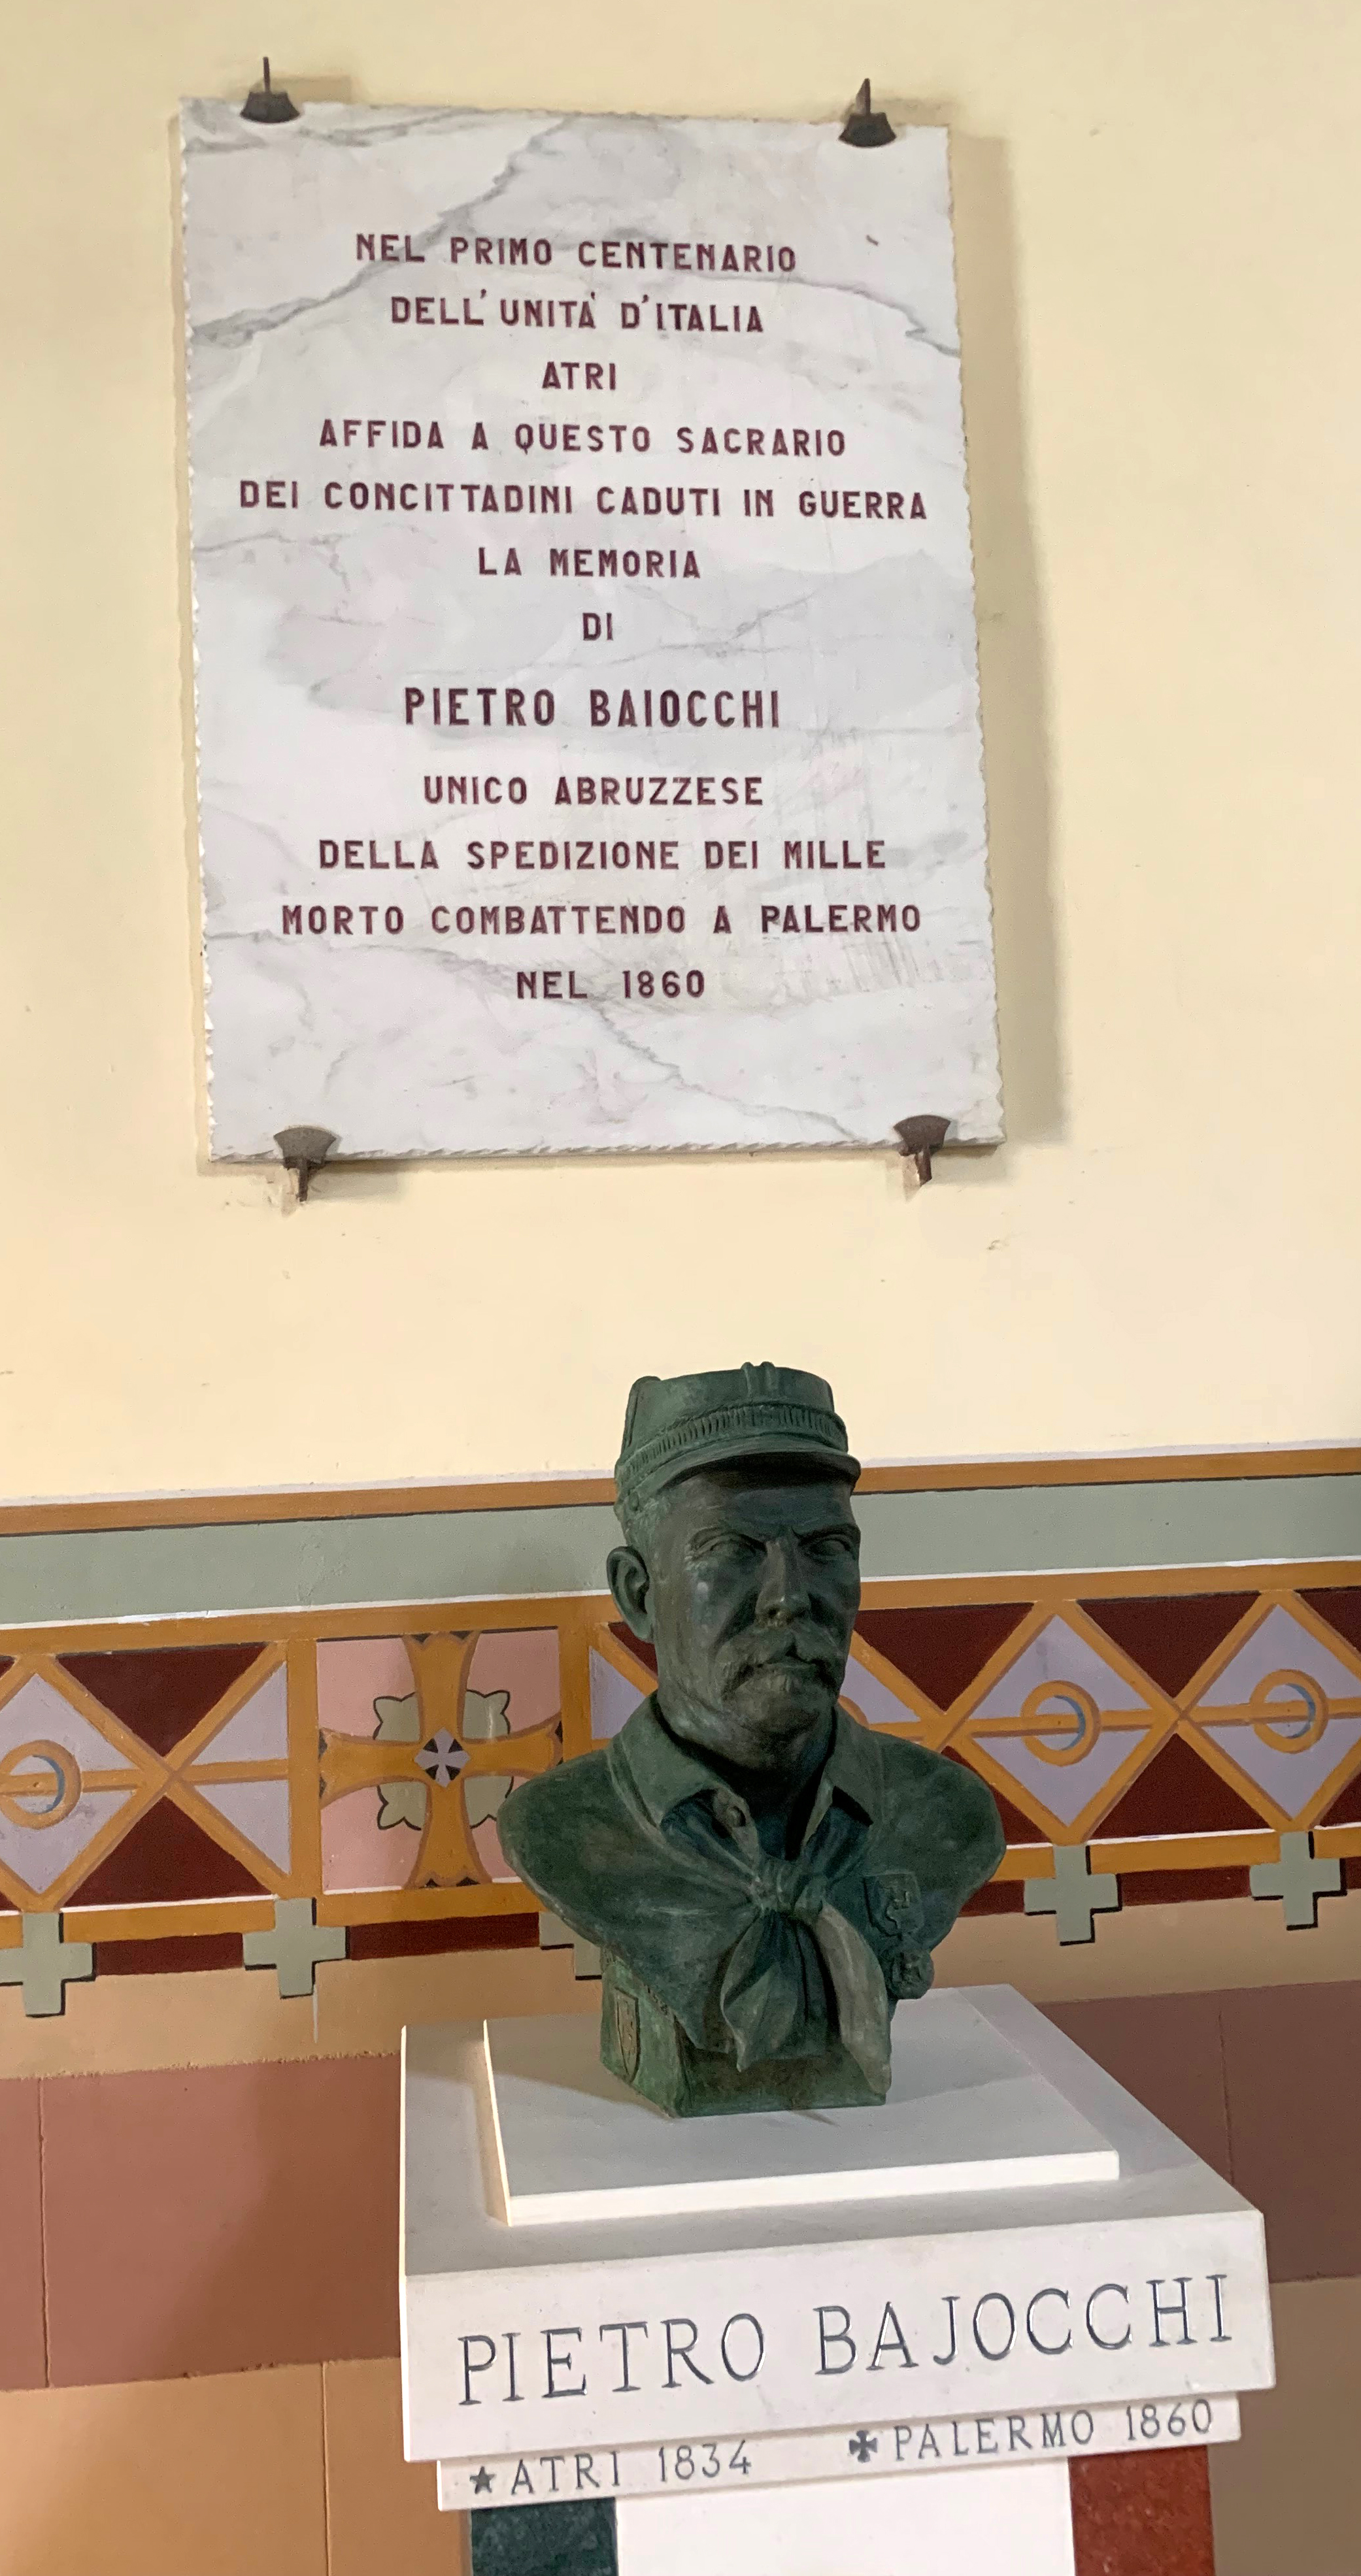 NEL PRIMO CENTENARIO
DELL'UNITÀ D'ITALIA
ATRI
AFFIDA A QUESTO SACRARIO
DEI CONCITTADINI CADUTI IN GUERRA
LA MEMORIA
DI
PIETRO BAIOCCHI
UNICO ABRUZZESE
DELLA SPEDIZIONE DEI MILLE
MORTO COMBATTENDO A PALERMO
NEL 1860
PIETRO BAJOCCHI
★ ATRI 1834 ✠ PALERMO 1860